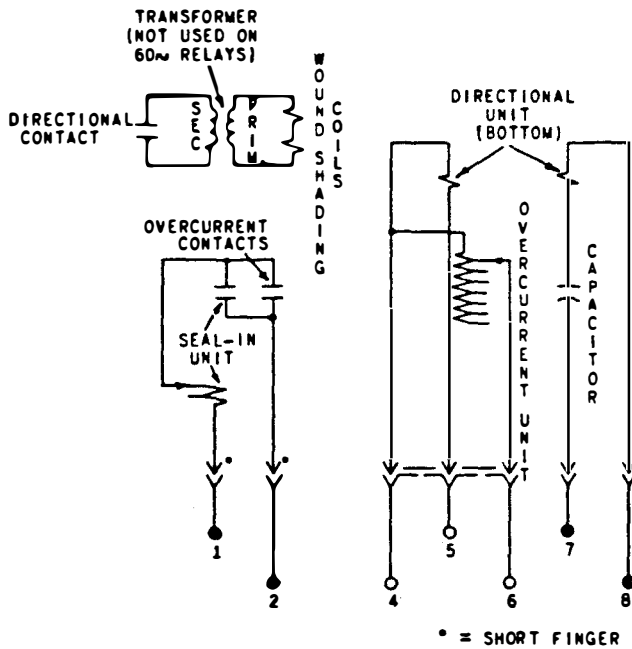 TRANSFORMER
(NOT USED ON
60~ RELAYS)
WOUND SHADING
COILS
DIRECTIONAL
CONTACT
SEC
PRIM
DIRECTIONAL
UNIT
(BOTTOM)
OVERCURRENT
CONTACTS
OVERCURRENT UNIT
CAPACITOR
SEAL-IN
UNIT
1
2
4
5
6
7
8
* = SHORT FINGER